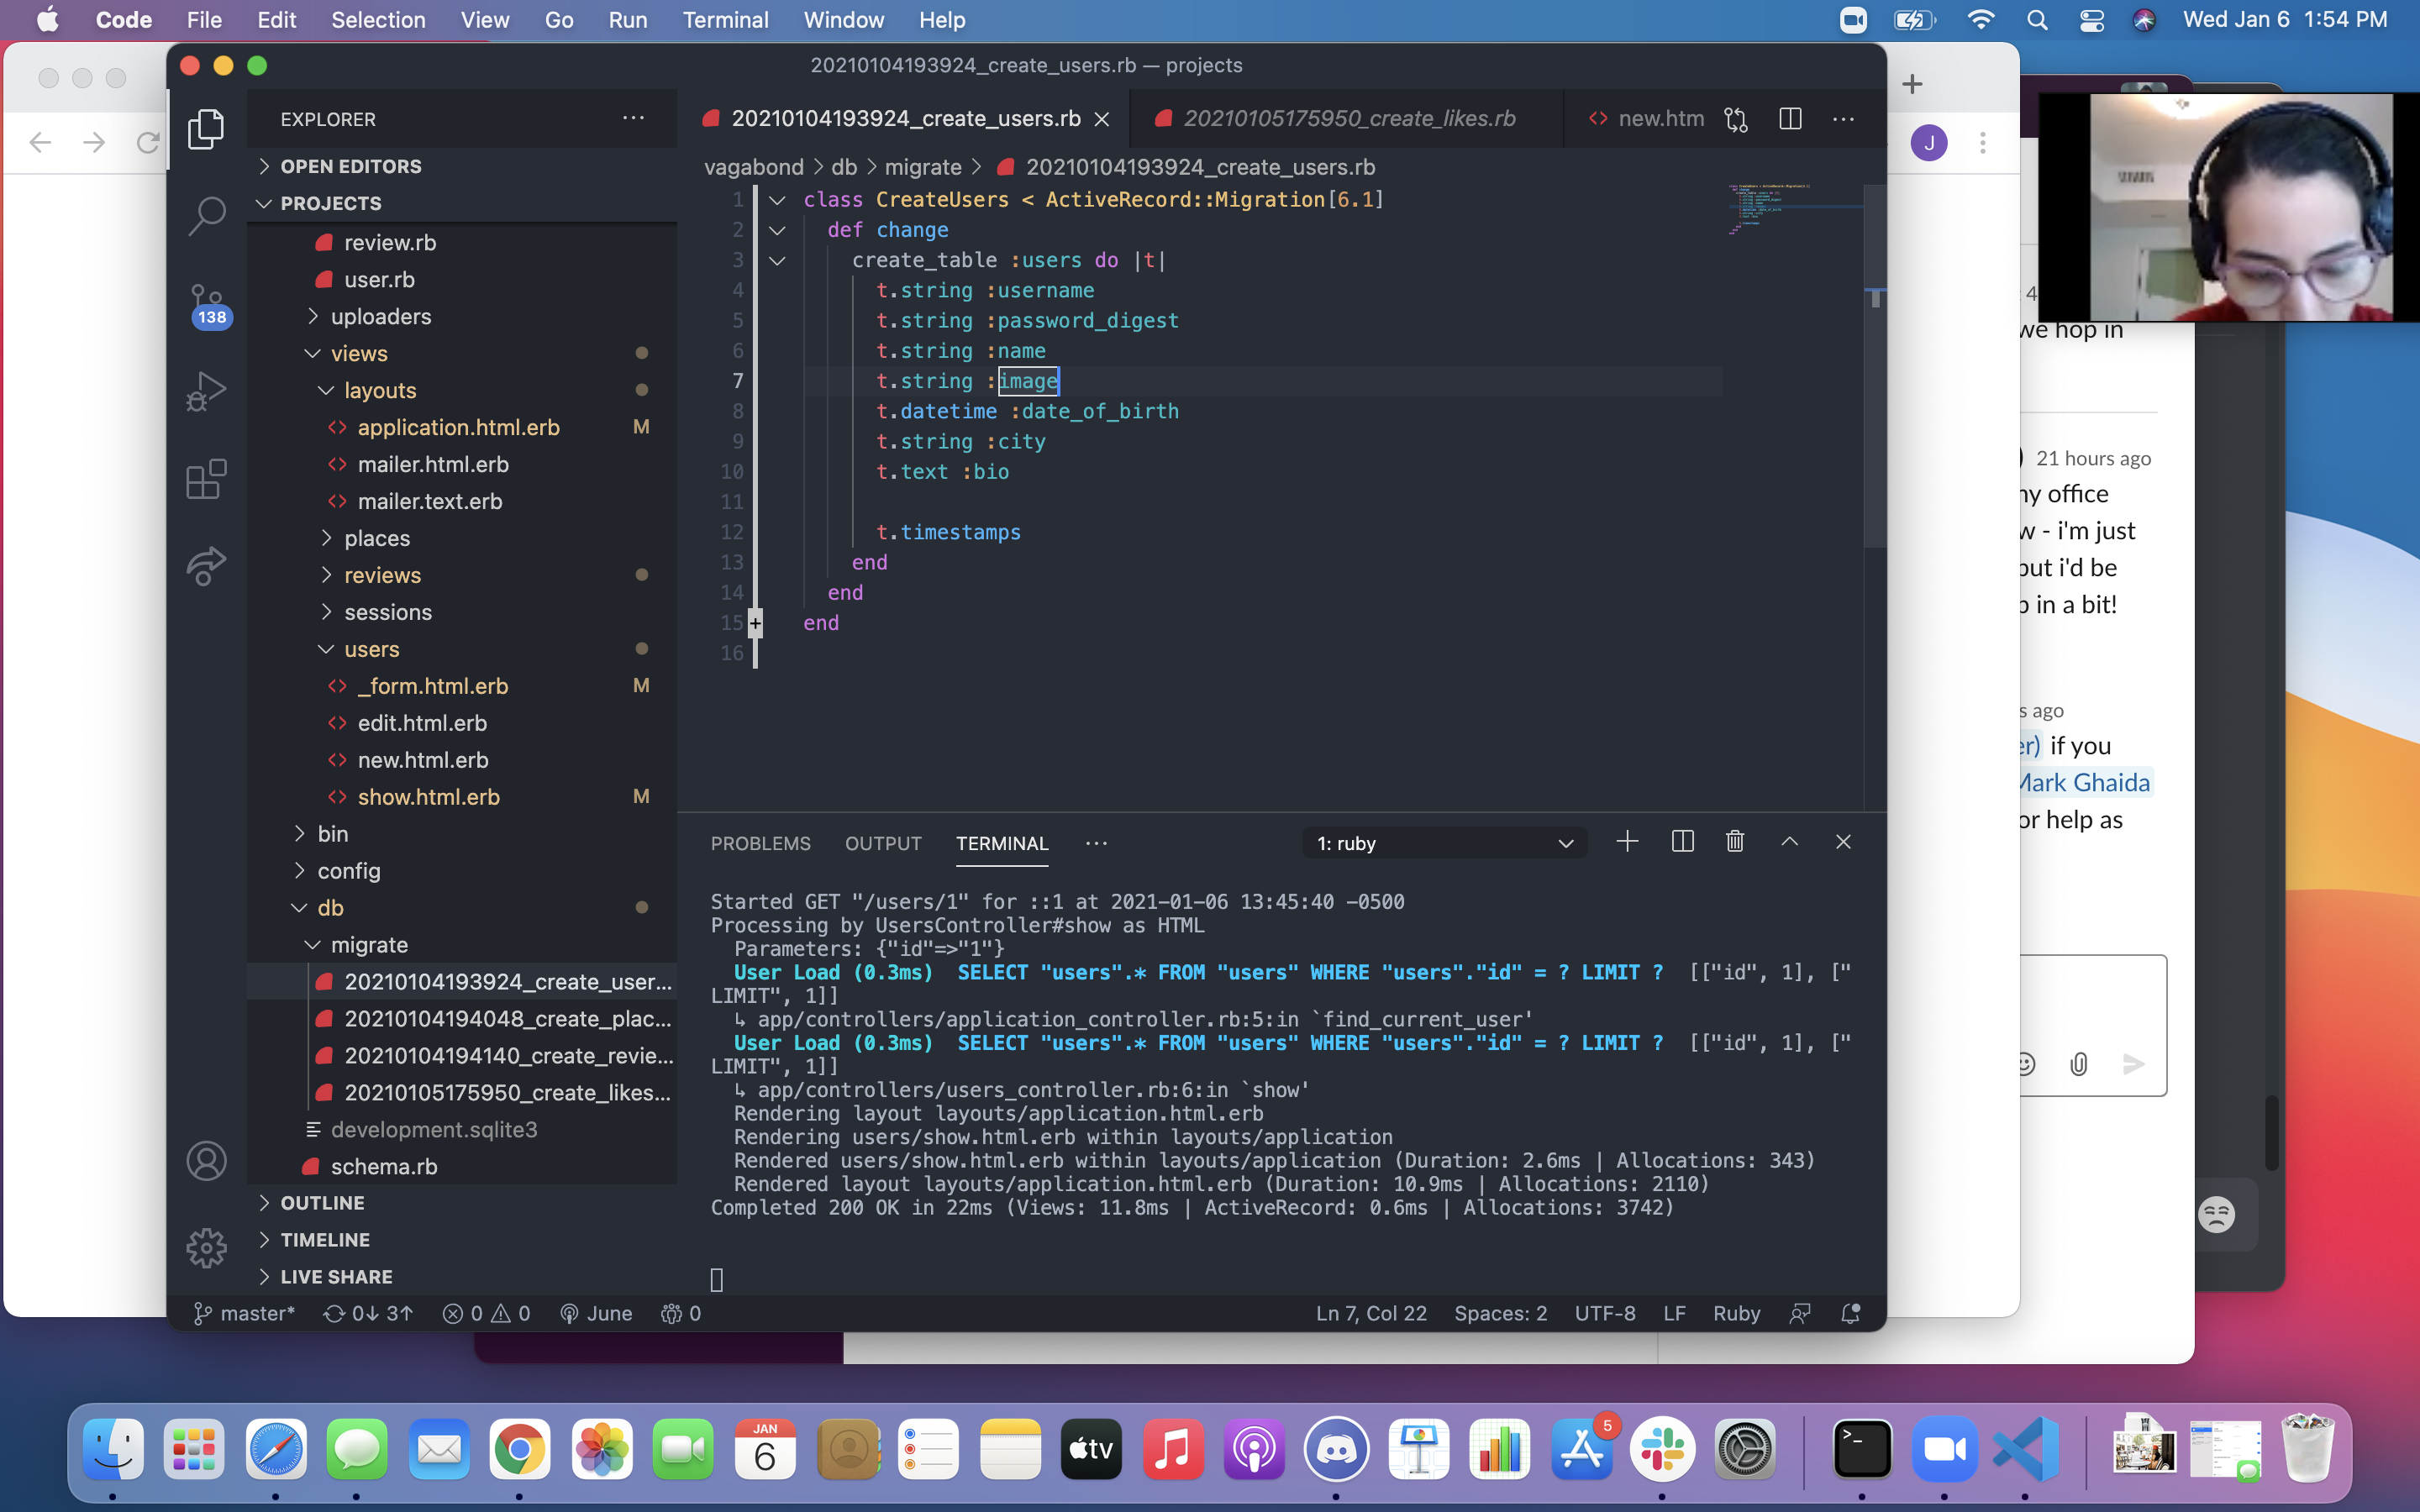 Code File Edit Selection View Go Run Terminal Window Help
Wed Jan 6 1:54 PM
20210104193924_create_users.rb — projects
EXPLORER
OPEN EDITORS
PROJECTS
review.rb
user.rb
uploaders
views
layouts
application.html.erb M
mailer.html.erb
mailer.text.erb
places
reviews
sessions
users
_form.html.erb M
edit.html.erb
new.html.erb
show.html.erb M
bin
config
db
migrate
20210104193924_create_user...
20210104194048_create_plac...
20210104194140_create_revie...
20210105175950_create_likes...
development.sqlite3
schema.rb
OUTLINE
TIMELINE
LIVE SHARE
138
20210104193924_create_users.rb
20210105175950_create_likes.rb
new.htm
vagabond > db > migrate > 20210104193924_create_users.rb
1 class CreateUsers < ActiveRecord::Migration[6.1]
2 def change
3 create_table :users do |t|
4 t.string :username
5 t.string :password_digest
6 t.string :name
7 t.string :image
8 t.datetime :date_of_birth
9 t.string :city
10 t.text :bio
11
12 t.timestamps
13 end
14 end
15 end
16
PROBLEMS OUTPUT TERMINAL ...
1: ruby
Started GET "/users/1" for ::1 at 2021-01-06 13:45:40 -0500
Processing by UsersController#show as HTML
Parameters: {"id"=>"1"}
User Load (0.3ms) SELECT "users".* FROM "users" WHERE "users"."id" = ? LIMIT ? [["id", 1], ["
LIMIT", 1]]
↳ app/controllers/application_controller.rb:5:in `find_current_user'
User Load (0.3ms) SELECT "users".* FROM "users" WHERE "users"."id" = ? LIMIT ? [["id", 1], ["
LIMIT", 1]]
↳ app/controllers/users_controller.rb:6:in `show'
Rendering layout layouts/application.html.erb
Rendering users/show.html.erb within layouts/application
Rendered users/show.html.erb within layouts/application (Duration: 2.6ms | Allocations: 343)
Rendered layout layouts/application.html.erb (Duration: 10.9ms | Allocations: 2110)
Completed 200 OK in 22ms (Views: 11.8ms | ActiveRecord: 0.6ms | Allocations: 3742)
master* 0↓ 3↑ 0 0 June 0
Ln 7, Col 22 Spaces: 2 UTF-8 LF Ruby
J
4
we hop in
21 hours ago
office
- i'm just
but i'd be
in a bit!
ago
if you
Mark Ghaida
or help as
JAN
6
tv
5